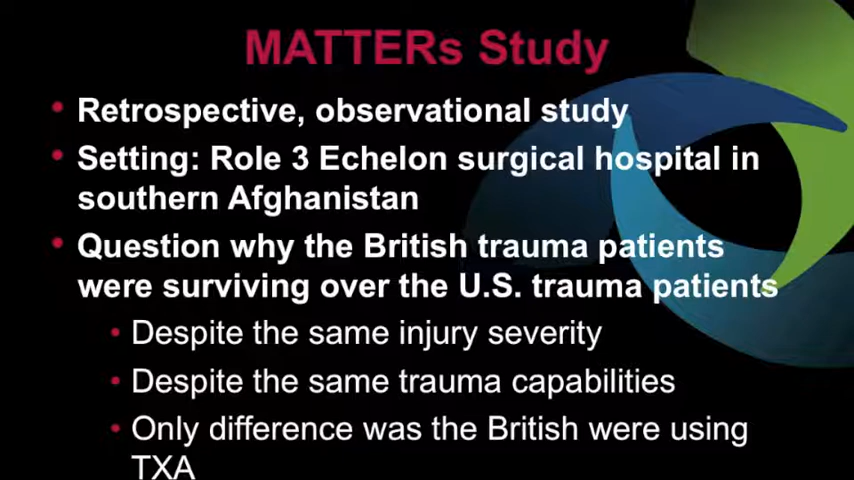 MATTERs Study
• Retrospective, observational study
• Setting: Role 3 Echelon surgical hospital in
southern Afghanistan
• Question why the British trauma patients
were surviving over the U.S. trauma patients
• Despite the same injury severity
• Despite the same trauma capabilities
• Only difference was the British were using
TXA